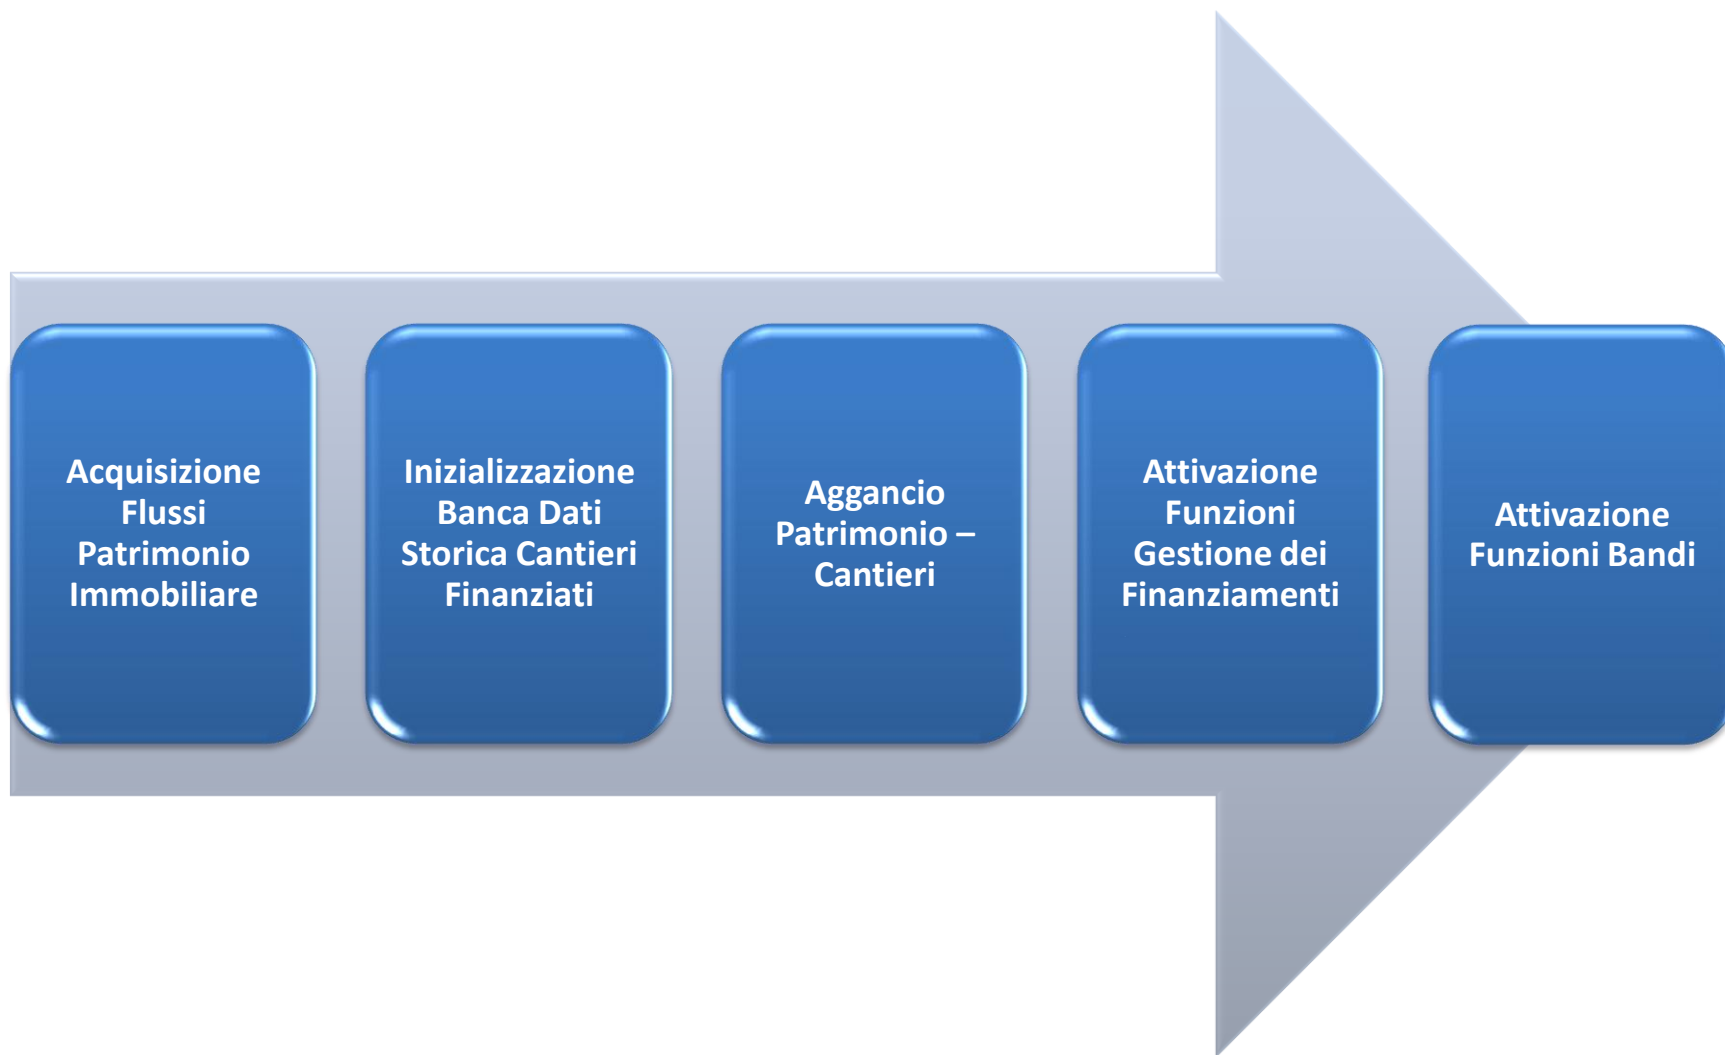 Acquisizione
Flussi
Patrimonio
Immobiliare
Inizializzazione
Banca Dati
Storica Cantieri
Finanziati
Aggancio
Patrimonio –
Cantieri
Attivazione
Funzioni
Gestione dei
Finanziamenti
Attivazione
Funzioni Bandi